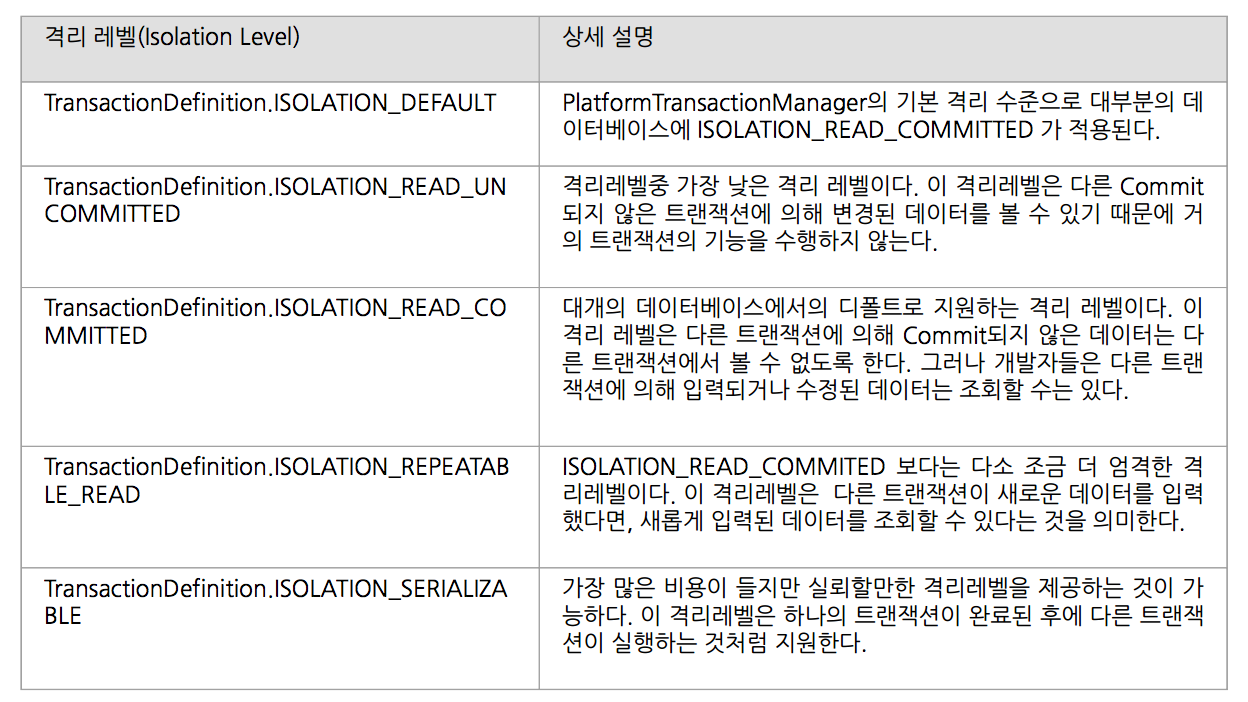 격리 레벨(Isolation Level)
상세 설명
TransactionDefinition.ISOLATION_DEFAULT
PlatformTransactionManager의 기본 격리 수준으로 대부분의 데
이터베이스에 ISOLATION_READ_COMMITTED 가 적용된다.
TransactionDefinition.ISOLATION_READ_UN
COMMITTED
격리레벨중 가장 낮은 격리 레벨이다. 이 격리레벨은 다른 Commit
되지 않은 트랜잭션에 의해 변경된 데이터를 볼 수 있기 때문에 거
의 트랜잭션의 기능을 수행하지 않는다.
TransactionDefinition.ISOLATION_READ_CO
MMITTED
대개의 데이터베이스에서의 디폴트로 지원하는 격리 레벨이다. 이
격리 레벨은 다른 트랜잭션에 의해 Commit되지 않은 데이터는 다
른 트랜잭션에서 볼 수 없도록 한다. 그러나 개발자들은 다른 트랜
잭션에 의해 입력되거나 수정된 데이터는 조회할 수는 있다.
TransactionDefinition.ISOLATION_REPEATAB
LE_READ
ISOLATION_READ_COMMITED 보다는 다소 조금 더 엄격한 격
리레벨이다. 이 격리레벨은 다른 트랜잭션이 새로운 데이터를 입력
했다면, 새롭게 입력된 데이터를 조회할 수 있다는 것을 의미한다.
TransactionDefinition.ISOLATION_SERIALIZA
BLE
가장 많은 비용이 들지만 실뢰할만한 격리레벨을 제공하는 것이 가
능하다. 이 격리레벨은 하나의 트랜잭션이 완료된 후에 다른 트랜잭
션이 실행하는 것처럼 지원한다.